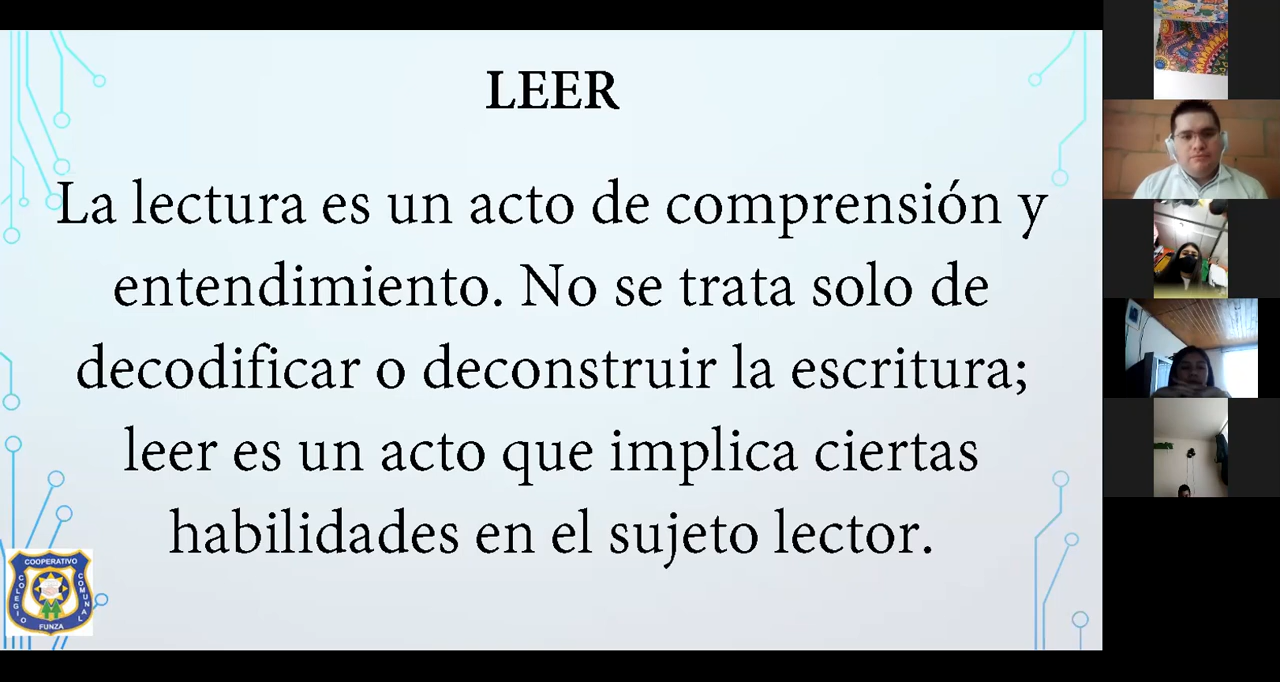 LEER
La lectura es un acto de comprensión y
entendimiento. No se trata solo de
decodificar o deconstruir la escritura;
leer es un acto que implica ciertas
habilidades en el sujeto lector.
COOPERATIVO
COLEGIO
COMUNAL
FUNZA